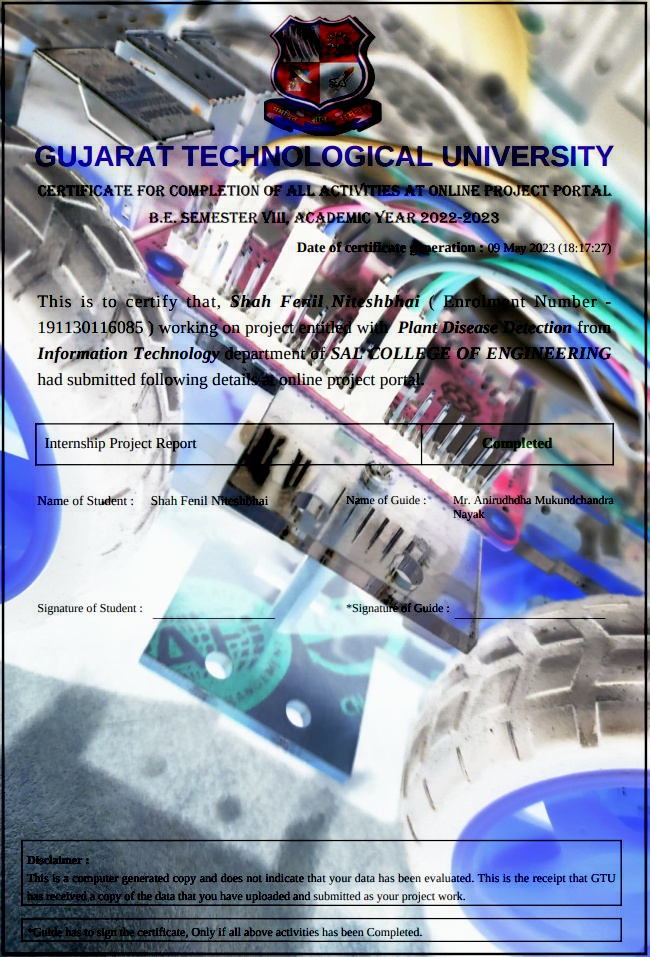 GUJARAT TECHNOLOGICAL UNIVERSITY
CERTIFICATE FOR COMPLETION OF ALL ACTIVITIES AT ONLINE PROJECT PORTAL
B.E. SEMESTER VIII, ACADEMIC YEAR 2022-2023
Date of certificate generation : 09 May 2023 (18:17:27)
This is to certify that, Shah Fenil Niteshbhai ( Enrolment Number -
191130116085 ) working on project entitled with Plant Disease Detection from
Information Technology department of SAL COLLEGE OF ENGINEERING
had submitted following details at online project portal.
Internship Project Report Completed
Name of Student : Shah Fenil Niteshbhai Name of Guide : Mr. Anirudhdha Mukundchandra
Nayak
Signature of Student : *Signature of Guide :
Disclaimer :
This is a computer generated copy and does not indicate that your data has been evaluated. This is the receipt that GTU
has received a copy of the data that you have uploaded and submitted as your project work.
*Guide has to sign the certificate, Only if all above activities has been Completed.